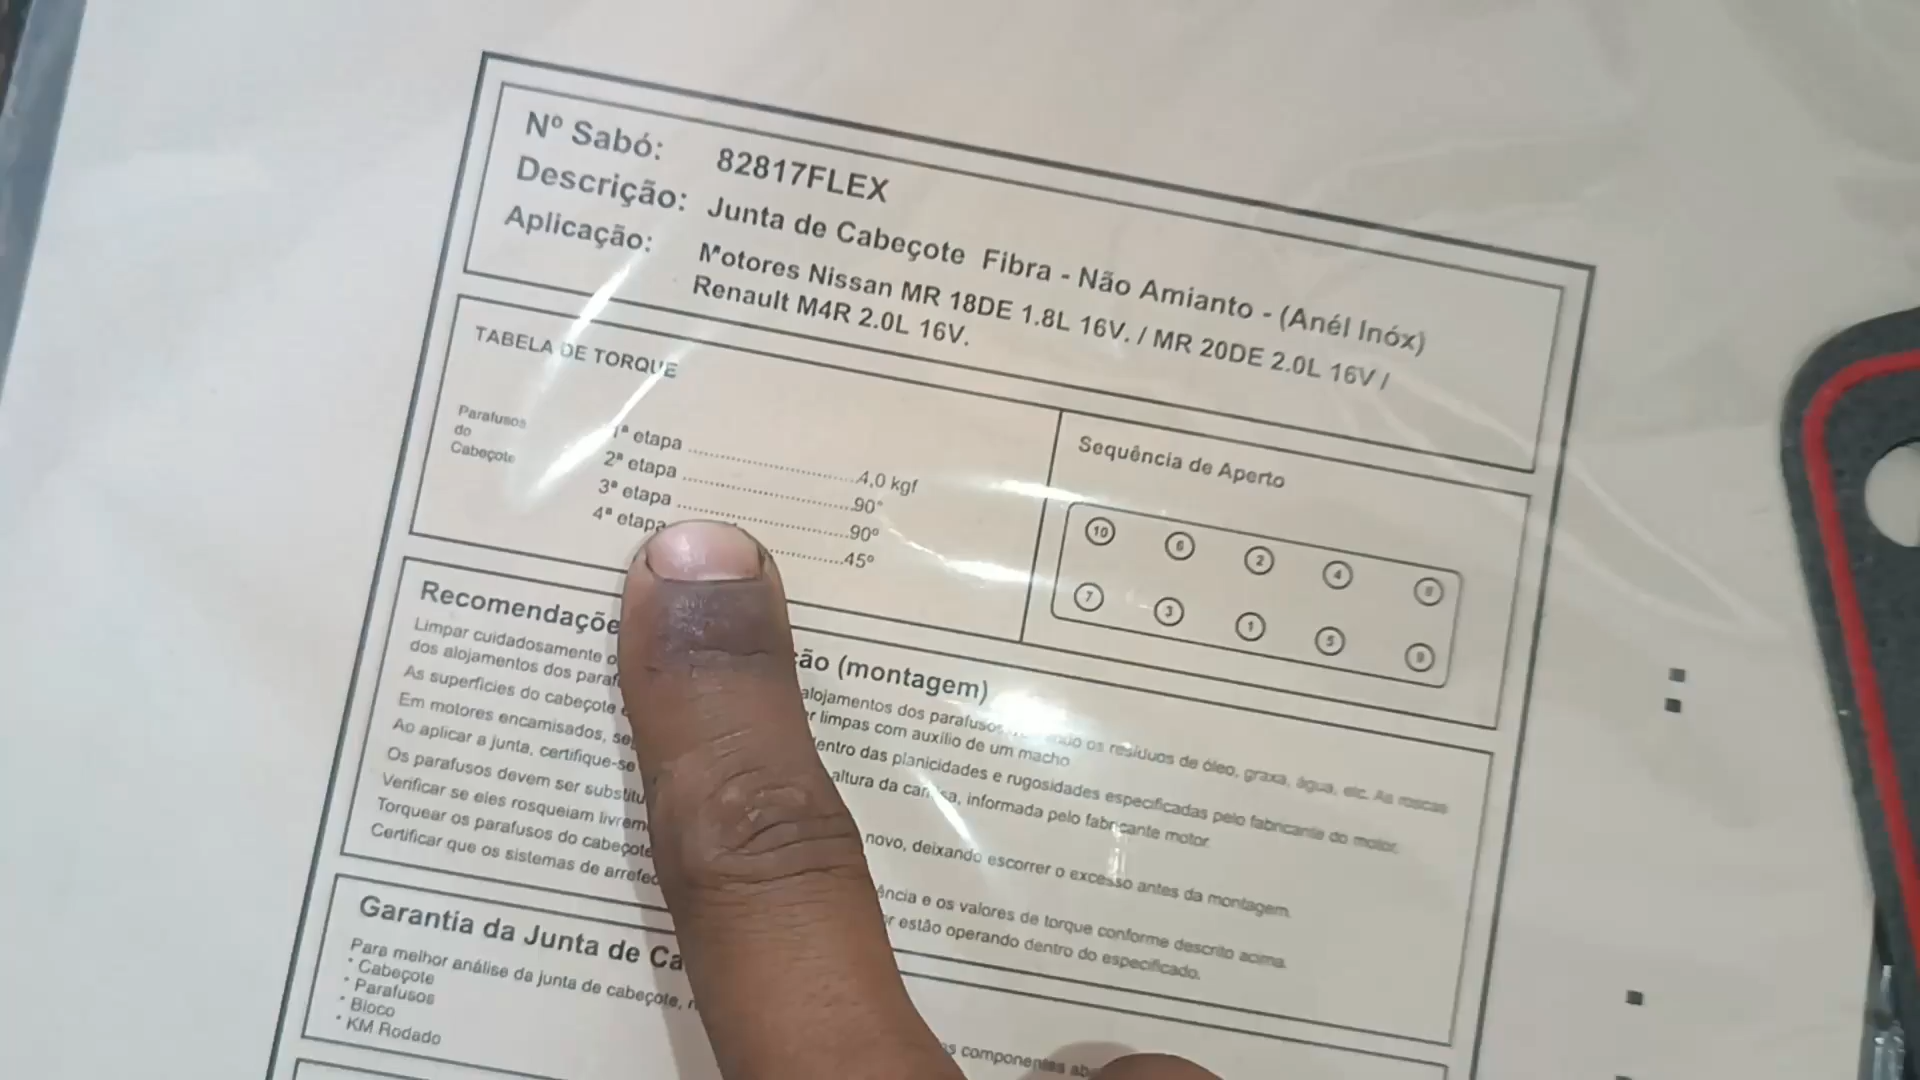 Nº Sabó: 82817FLEX
Descrição: Junta de Cabeçote Fibra - Não Amianto - (Anél Inóx)
Aplicação: Motores Nissan MR 18DE 1.8L 16V. / MR 20DE 2.0L 16V /
Renault M4R 2.0L 16V.
TABELA DE TORQUE
Parafusos
do
Cabeçote
1ª etapa ..........4,0 kgf
2ª etapa ..........90°
3ª etapa ..........90º
4ª etapa ..........45º
Sequência de Aperto
10 6 2 4 8
7 3 1 5 9
Recomendaçõe ção (montagem)
Limpar cuidadosamente o alojamentos dos parafusos os resíduos de óleo, graxa, água, etc. As roscas
dos alojamentos dos paraf limpas com auxílio de um macho
As superfícies do cabeçote dentro das planicidades e rugosidades especificadas pelo fabricante do motor.
Em motores encamisados, altura da camisa, informada pelo fabricante motor.
Ao aplicar a junta, certifique-se
Os parafusos devem ser substitu novo, deixando escorrer o excesso antes da montagem.
Verificar se eles rosqueiam livrem
Torquear os parafusos do cabeçote ência e os valores de torque conforme descrito acima.
Certificar que os sistemas de arrefec or estão operando dentro do especificado.
Garantia da Junta de Ca
Para melhor análise da junta de cabeçote, componentes
* Cabeçote
* Parafusos
* Bloco
* KM Rodado